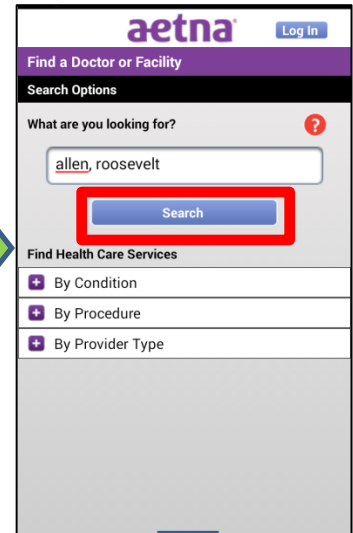 aetna Log In
Find a Doctor or Facility
Search Options
What are you looking for? ?
allen, roosevelt
Search
Find Health Care Services
+ By Condition
+ By Procedure
+ By Provider Type